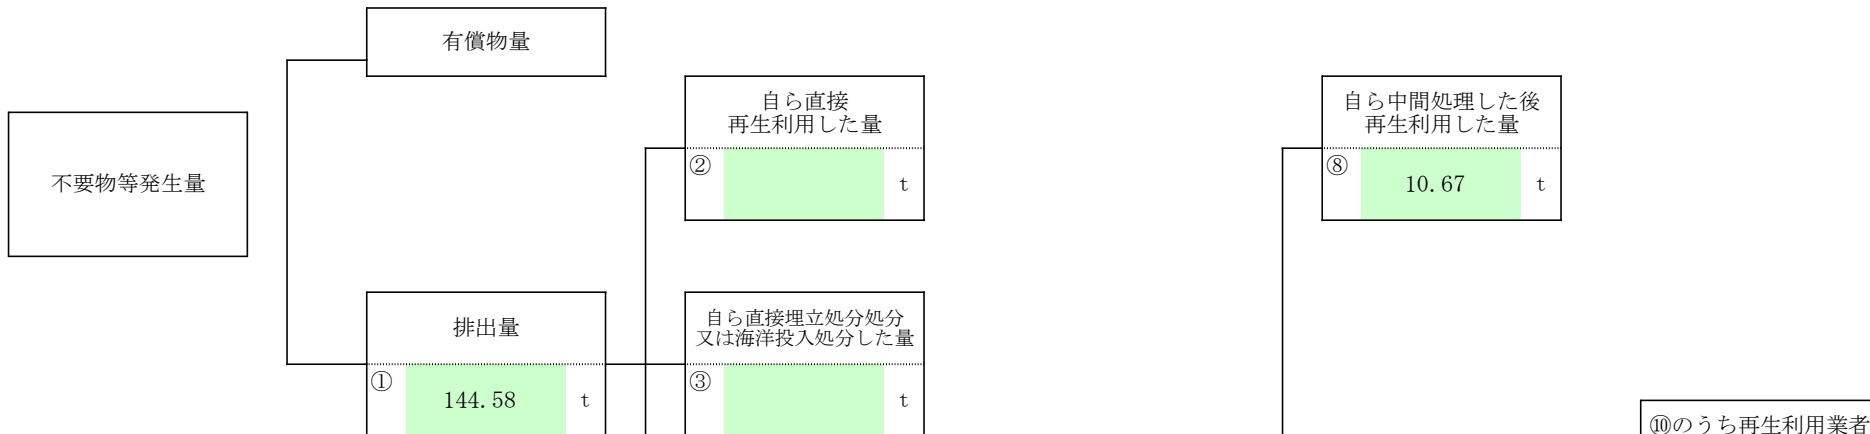 有償物量
不要物等発生量
自ら直接
再生利用した量
②
t
自ら中間処理した後
再生利用した量
⑧
10.67
t
排出量
①
144.58
t
自ら直接埋立処分処分
又は海洋投入処分した量
③
t
⑩のうち再生利用業者